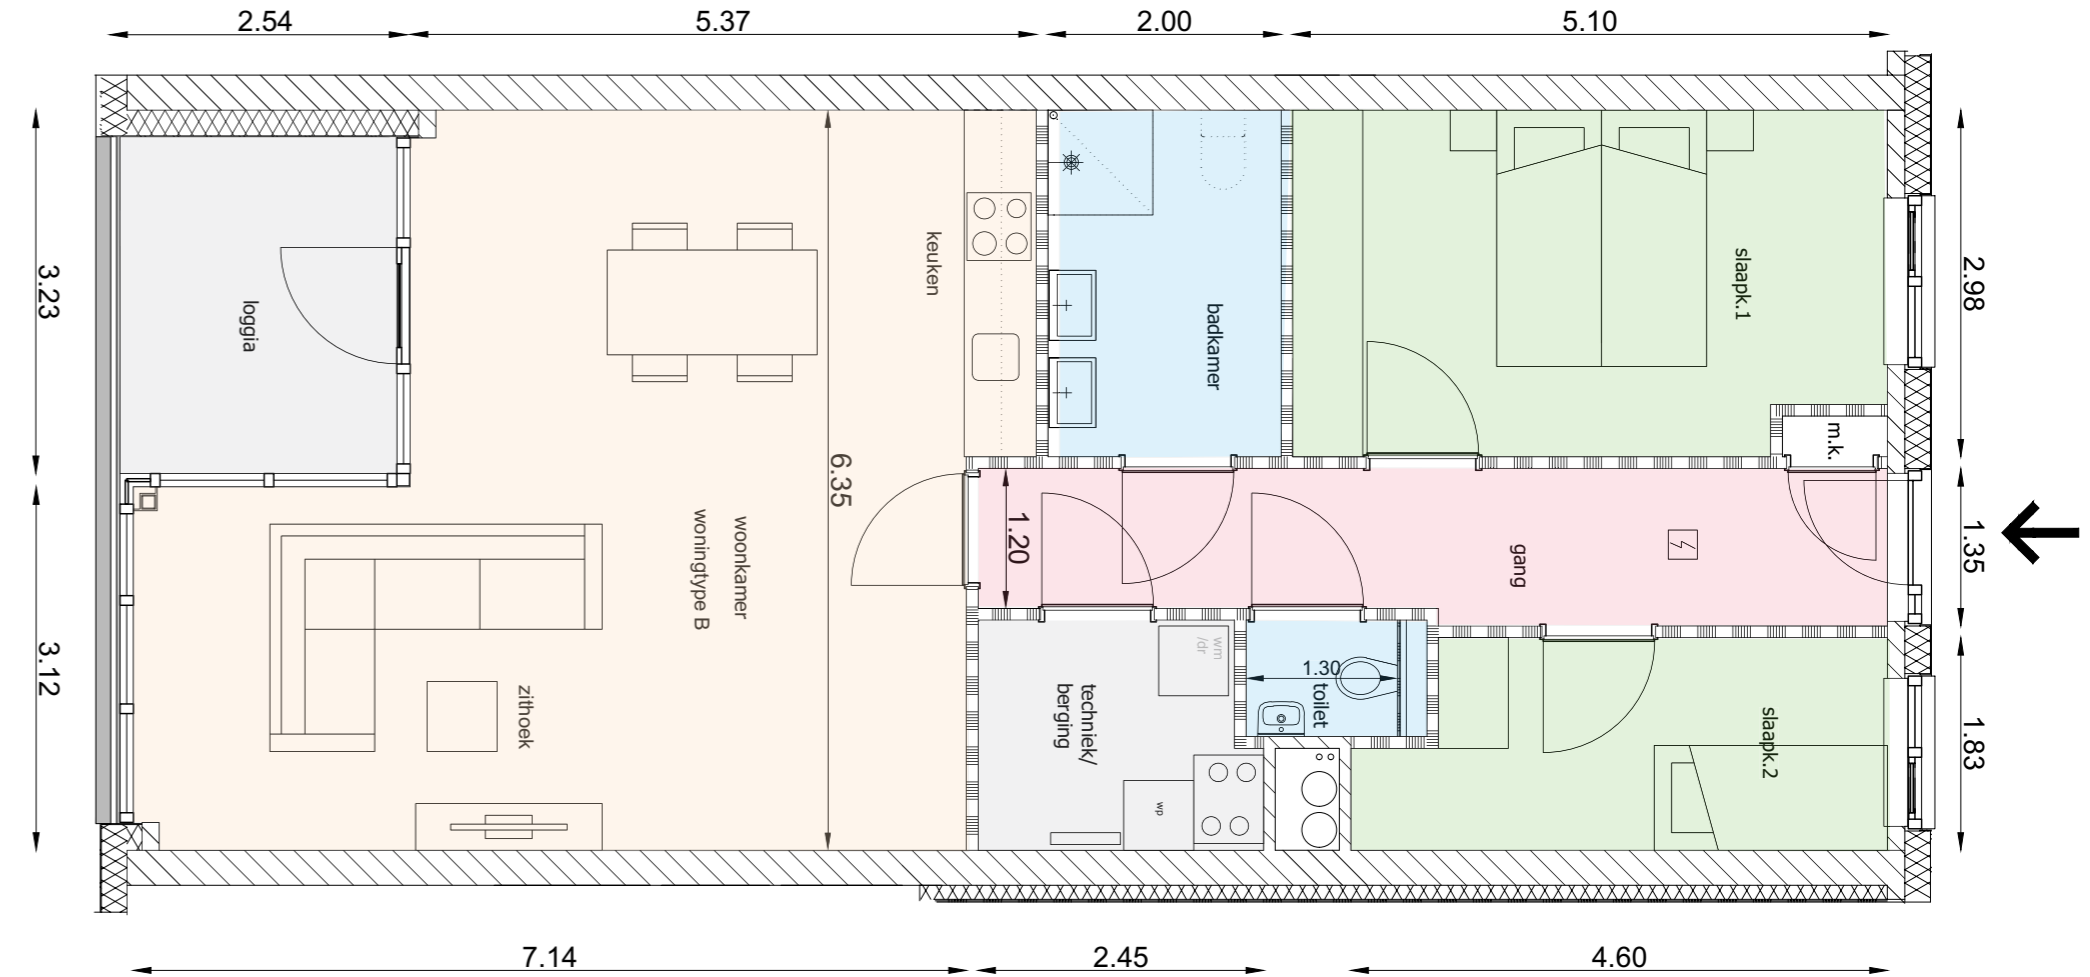 2.54
5.37
2.00
5.10
3.23
3.12
2.98
1.35
1.83
loggia
keuken
badkamer
slaapk.1
m.k.
6.35
1.20
gang
woonkamer
woningtype B
zithoek
wm
/dr
techniek/
berging
wp
1.30
toilet
slaapk.2
7.14
2.45
4.60